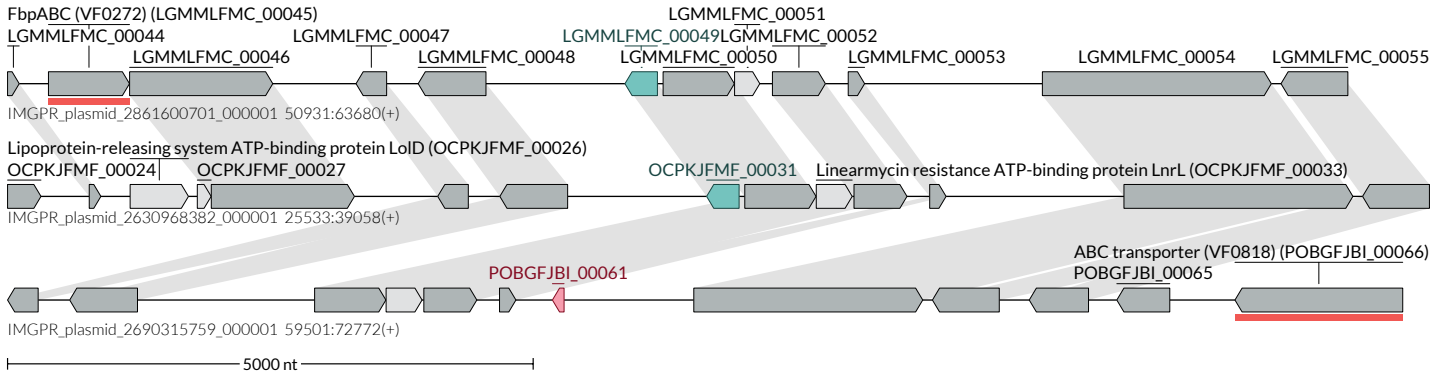 FbpABC (VF0272) (LGMMLFMC_00045)
LGMMLFMC_00051
LGMMLFMC_00044
LGMMLFMC_00047
LGMMLFMC_00049
LGMMLFMC_00052
LGMMLFMC_00046
LGMMLFMC_00048
LGMMLFMC_00050
LGMMLFMC_00053
LGMMLFMC_00054
LGMMLFMC_00055
IMGPR_plasmid_2861600701_000001 50931:63680(+)
Lipoprotein-releasing system ATP-binding protein LolD (OCPKJFMF_00026)
OCPKJFMF_00024
OCPKJFMF_00027
OCPKJFMF_00031
Linearmycin resistance ATP-binding protein LnrL (OCPKJFMF_00033)
IMGPR_plasmid_2630968382_000001 25533:39058(+)
ABC transporter (VF0818) (POBGFJBI_00066)
POBGFJBI_00061
POBGFJBI_00065
IMGPR_plasmid_2690315759_000001 59501:72772(+)
5000 nt